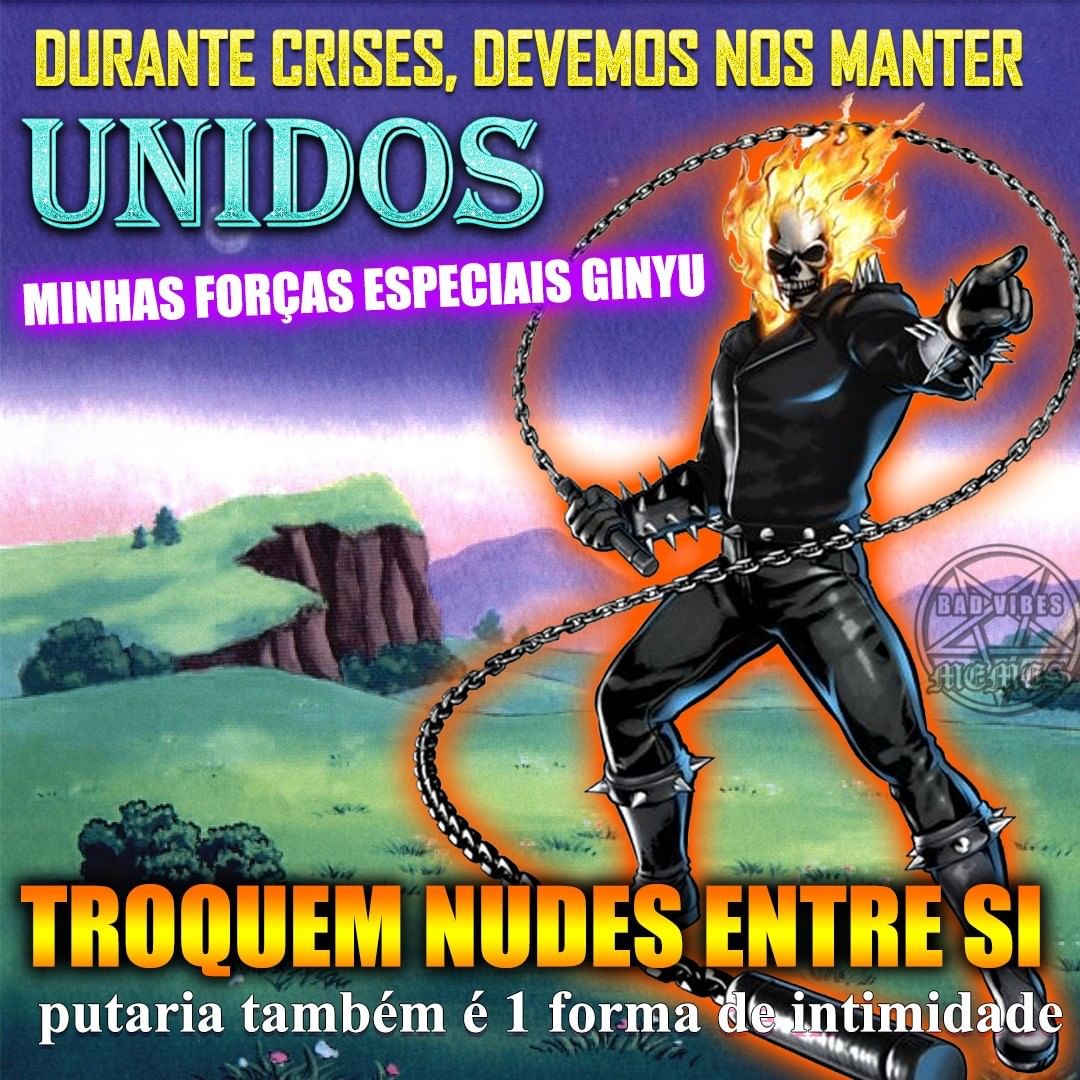 DURANTE CRISES, DEVEMOS NOS MANTER
UNIDOS
MINHAS FORÇAS ESPECIAIS GINYU
BAD VIBES
MEMES
TROQUEM NUDES ENTRE SI
putaria também é 1 forma de intimidade